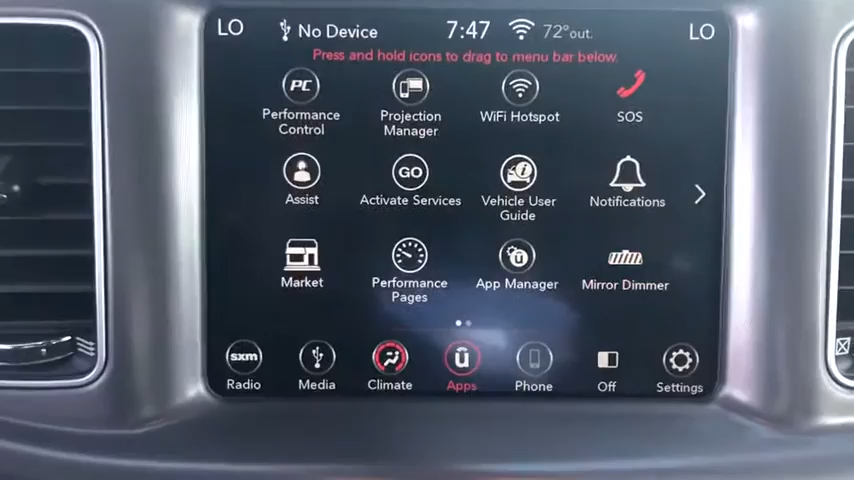 LO No Device 7:47 72° out. LO
Press and hold icons to drag to menu bar below.
PC
Performance Control
Projection Manager
WiFi Hotspot
SOS
Assist
GO
Activate Services
i
Vehicle User Guide
Notifications
Market
Performance Pages
ū
App Manager
Mirror Dimmer
sxm
Radio
Media
Climate
ū
Apps
Phone
Off
Settings